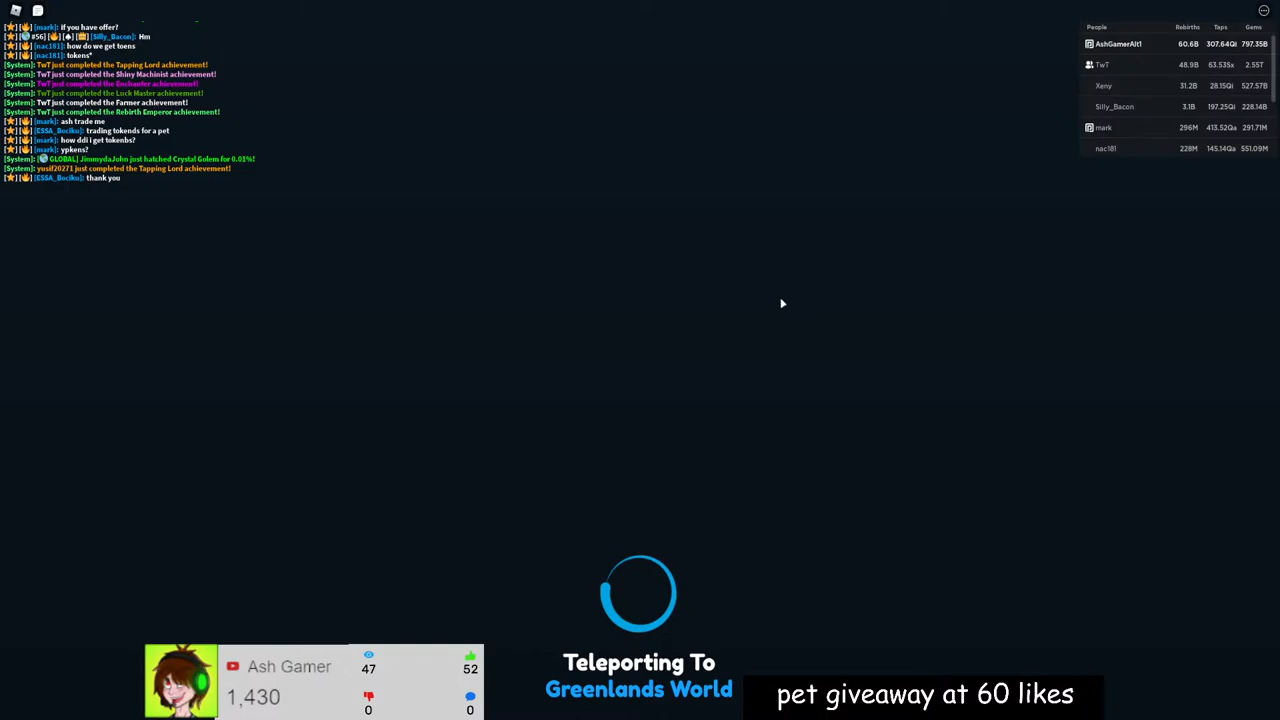 [mark]: if you have offer?
#56] [Silly_Bacon]: Hm
[nac181]: how do we get toens
[nac181]: tokens*
[System]: TwT just completed the Tapping Lord achievement!
[System]: TwT just completed the Shiny Machinist achievement!
[System]: TwT just completed the Enchanter achievement!
[System]: TwT just completed the Luck Master achievement!
[System]: TwT just completed the Farmer achievement!
[System]: TwT just completed the Rebirth Emperor achievement!
[mark]: ash trade me
[ESSA_Bociku]: trading tokends for a pet
[mark]: how ddi I get tokenbs?
[mark]: ypkens?
[System]: [GLOBAL] JimmydaJohn just hatched Crystal Golem for 0.01%!
[System]: yusif20271 just completed the Tapping Lord achievement!
[ESSA_Bociku]: thank you
People Rebirths Taps Gems
AshGamerAlt1 60.6B 307.64Qi 797.35B
TwT 48.9B 63.53Sx 2.55T
Xeny 31.2B 28.15Qi 527.57B
Silly_Bacon 3.1B 197.25Qi 228.14B
mark 296M 413.52Qa 291.71M
nac181 228M 145.14Qa 551.09M
Teleporting To
Greenlands World
Ash Gamer
1,430
47
52
0
0
pet giveaway at 60 likes